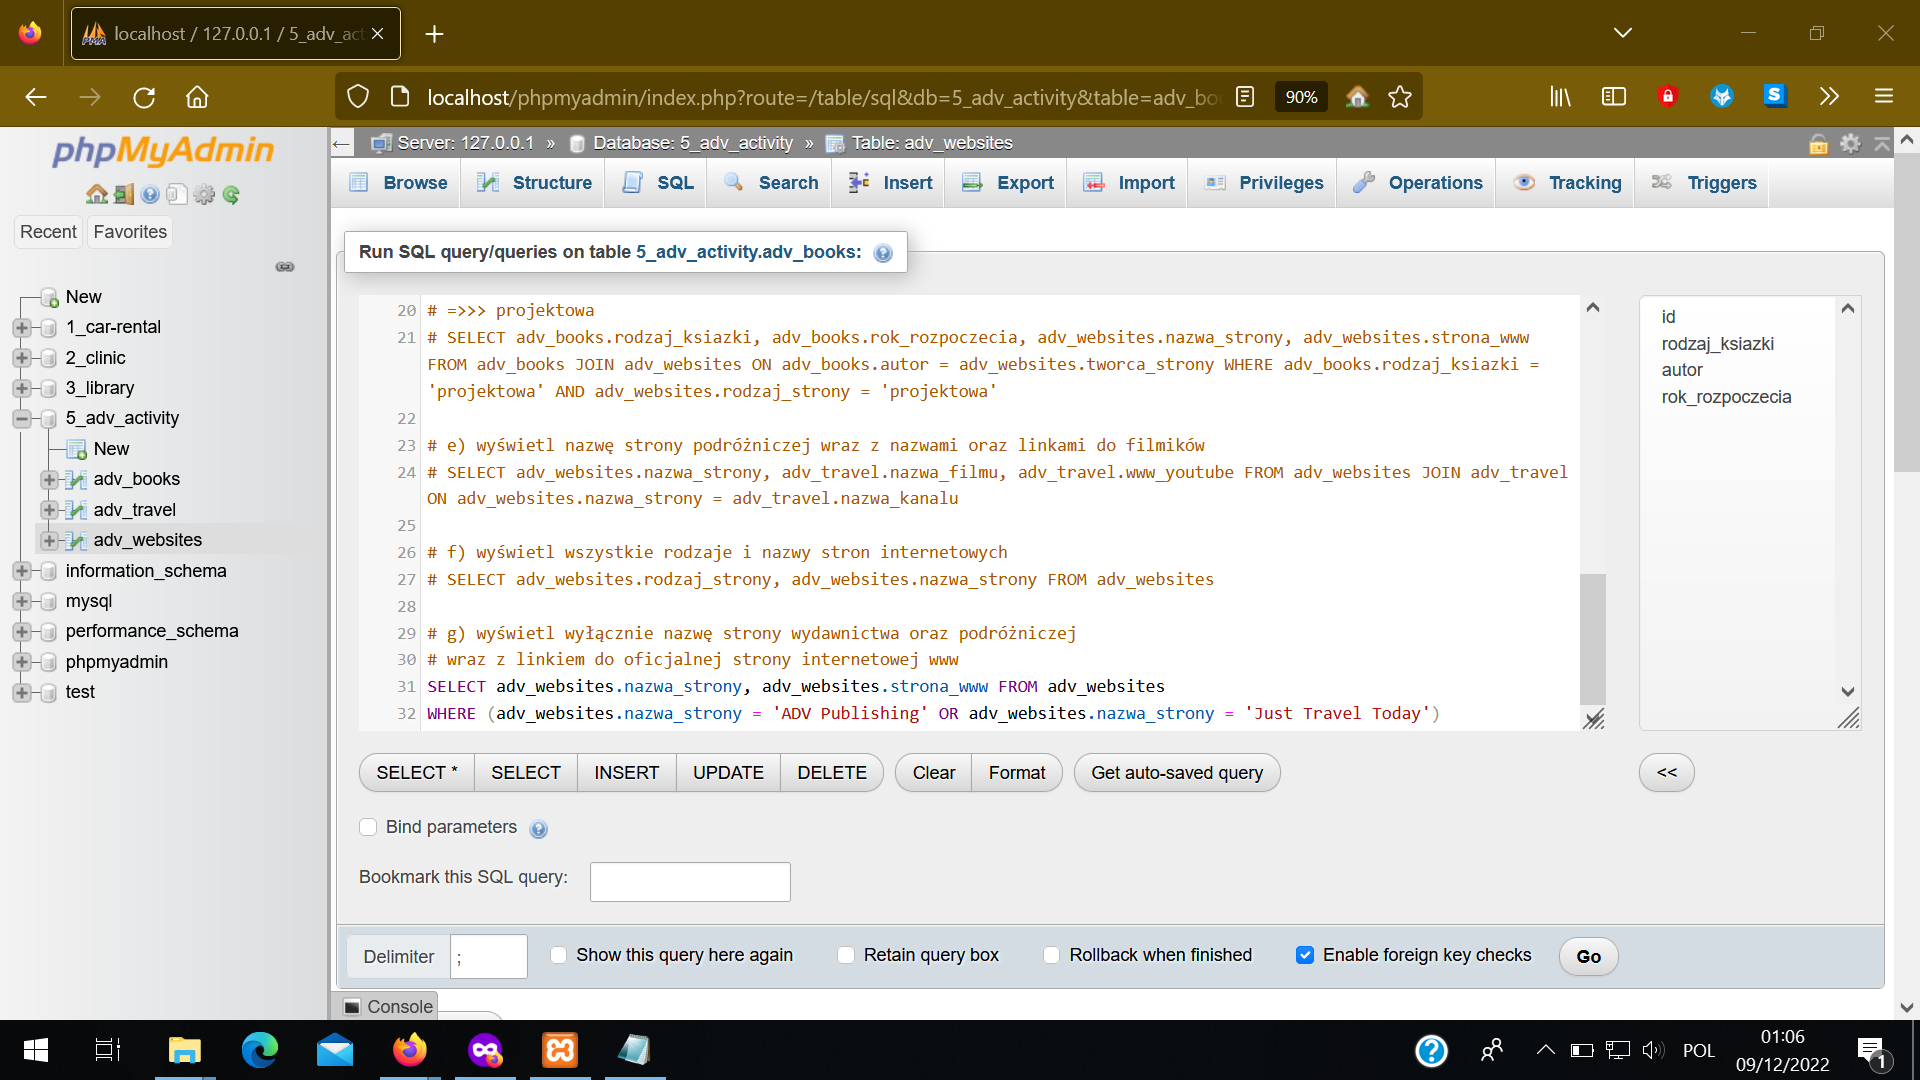 localhost / 127.0.0.1 / 5_adv_act
localhost/phpmyadmin/index.php?route=/table/sql&db=5_adv_activity&table=adv_bo
90%
phpMyAdmin
Recent
Favorites
New
1_car-rental
2_clinic
3_library
5_adv_activity
New
adv_books
adv_travel
adv_websites
information_schema
mysql
performance_schema
phpmyadmin
test
Server: 127.0.0.1 » Database: 5_adv_activity » Table: adv_websites
Browse
Structure
SQL
Search
Insert
Export
Import
Privileges
Operations
Tracking
Triggers
Run SQL query/queries on table 5_adv_activity.adv_books:
20 # =>>> projektowa
21 # SELECT adv_books.rodzaj_ksiazki, adv_books.rok_rozpoczecia, adv_websites.nazwa_strony, adv_websites.strona_www
FROM adv_books JOIN adv_websites ON adv_books.autor = adv_websites.tworca_strony WHERE adv_books.rodzaj_ksiazki =
'projektowa' AND adv_websites.rodzaj_strony = 'projektowa'
22
23 # e) wyświetl nazwę strony podróżniczej wraz z nazwami oraz linkami do filmików
24 # SELECT adv_websites.nazwa_strony, adv_travel.nazwa_filmu, adv_travel.www_youtube FROM adv_websites JOIN adv_travel
ON adv_websites.nazwa_strony = adv_travel.nazwa_kanalu
25
26 # f) wyświetl wszystkie rodzaje i nazwy stron internetowych
27 # SELECT adv_websites.rodzaj_strony, adv_websites.nazwa_strony FROM adv_websites
28
29 # g) wyświetl wyłącznie nazwę strony wydawnictwa oraz podróżniczej
30 # wraz z linkiem do oficjalnej strony internetowej www
31 SELECT adv_websites.nazwa_strony, adv_websites.strona_www FROM adv_websites
32 WHERE (adv_websites.nazwa_strony = 'ADV Publishing' OR adv_websites.nazwa_strony = 'Just Travel Today')
id
rodzaj_ksiazki
autor
rok_rozpoczecia
SELECT *
SELECT
INSERT
UPDATE
DELETE
Clear
Format
Get auto-saved query
<<
Bind parameters
Bookmark this SQL query:
Delimiter
;
Show this query here again
Retain query box
Rollback when finished
Enable foreign key checks
Go
Console
POL
01:06
09/12/2022
1